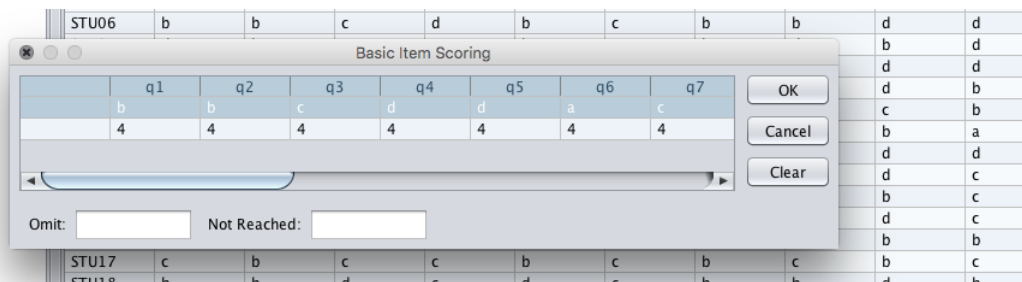 STU06 b b c d b c b b d d
b d
Basic Item Scoring
d d
q1 q2 q3 q4 q5 q6 q7 OK d b
b b c d d a c c b
4 4 4 4 4 4 4 Cancel b a
d d
Clear d c
b c
Omit: Not Reached: d c
b b
STU17 c b c c b c b c b c
STU18 b b d c b c b b d b